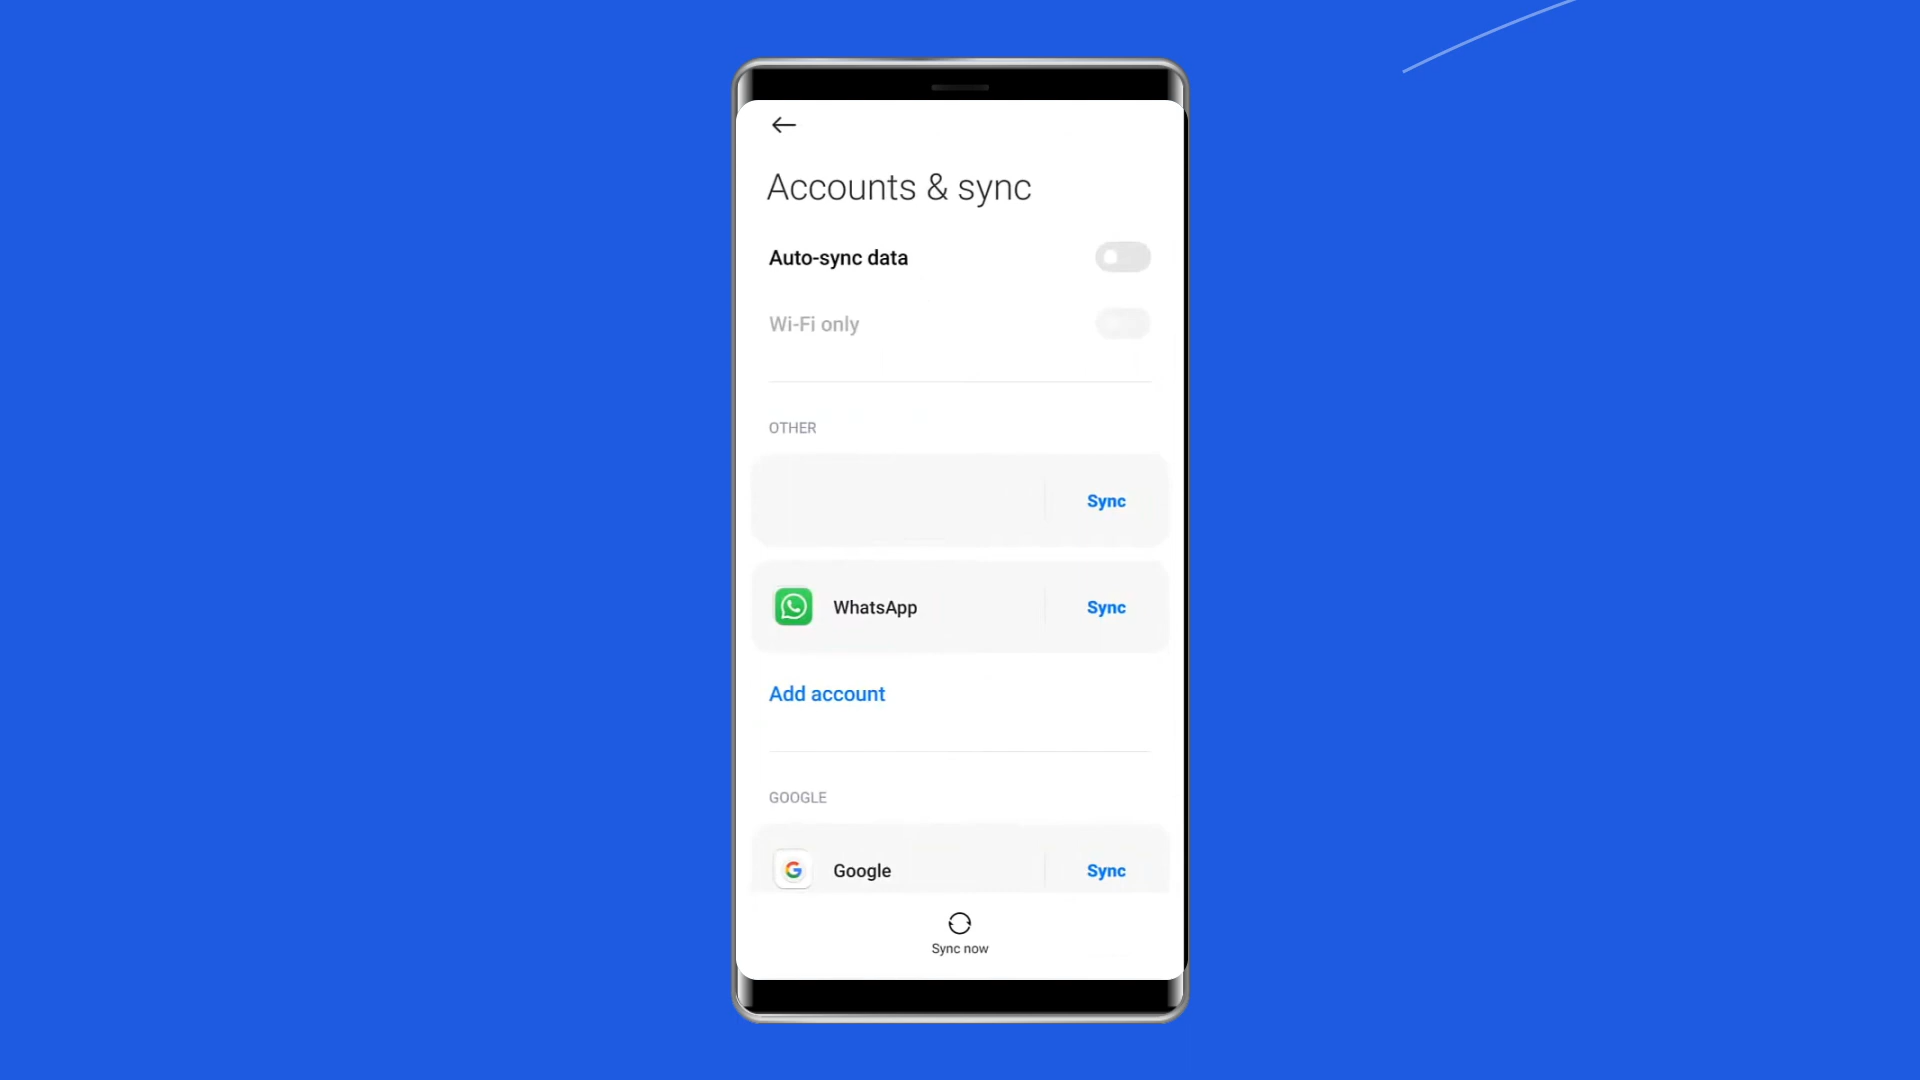 Accounts & sync
Auto-sync data
Wi-Fi only
OTHER
Sync
WhatsApp
Sync
Add account
GOOGLE
Google
Sync
Sync now